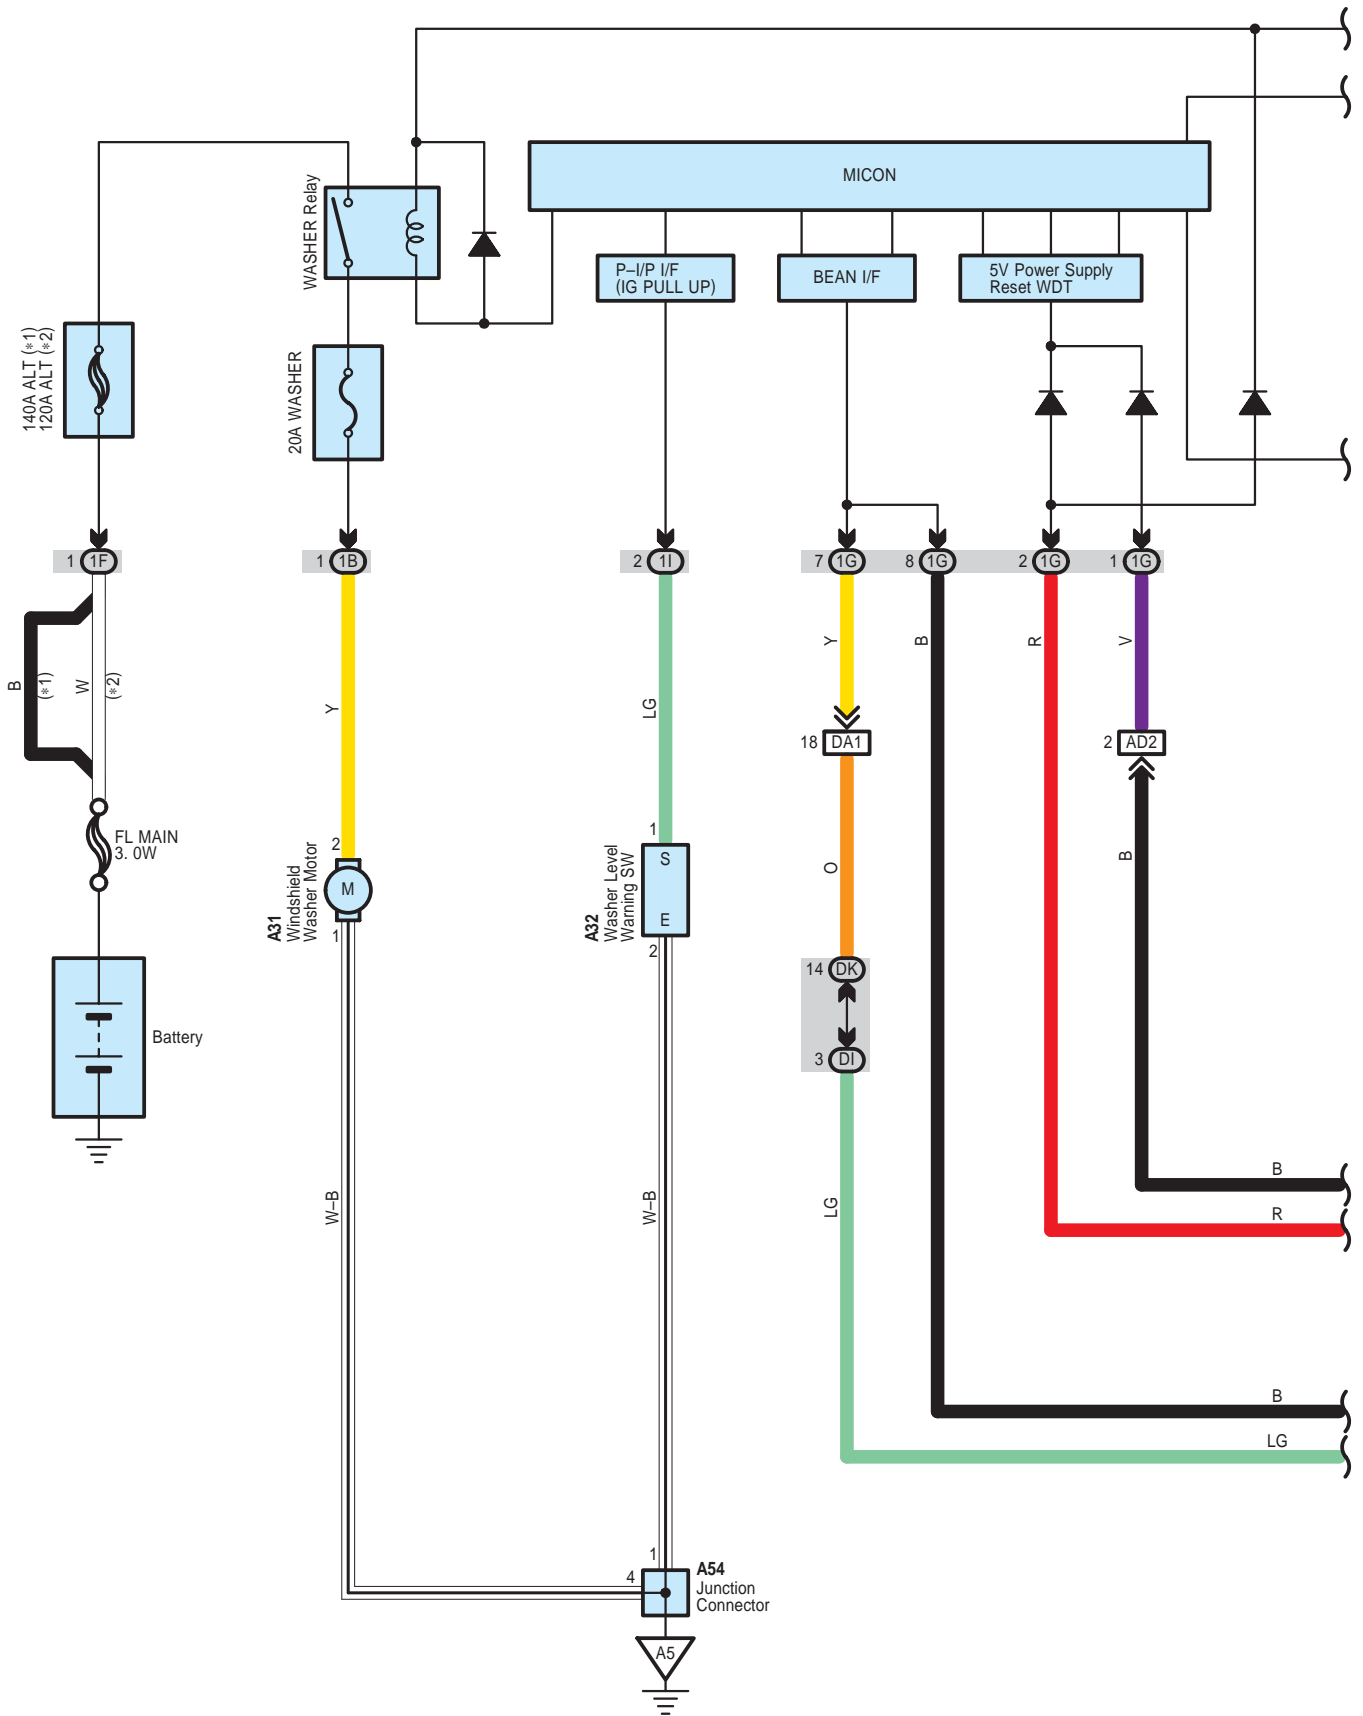 MICON
WASHER Relay
P–I/P I/F
(IG PULL UP)
BEAN I/F
5V Power Supply
Reset WDT
140A ALT (*1)
120A ALT (*2)
20A WASHER
1 1F
1 1B
2 1I
7 1G
8 1G
2 1G
1 1G
B
(*1)
W
(*2)
Y
LG
Y
B
R
V
18 DA1
2 AD2
FL MAIN
3. 0W
2
A31
Windshield
Washer Motor
M
1
1
A32
Washer Level
Warning SW
S
E
2
O
B
14 DK
3 DI
Battery
W–B
W–B
LG
B
R
B
LG
1
4
A54
Junction
Connector
A5